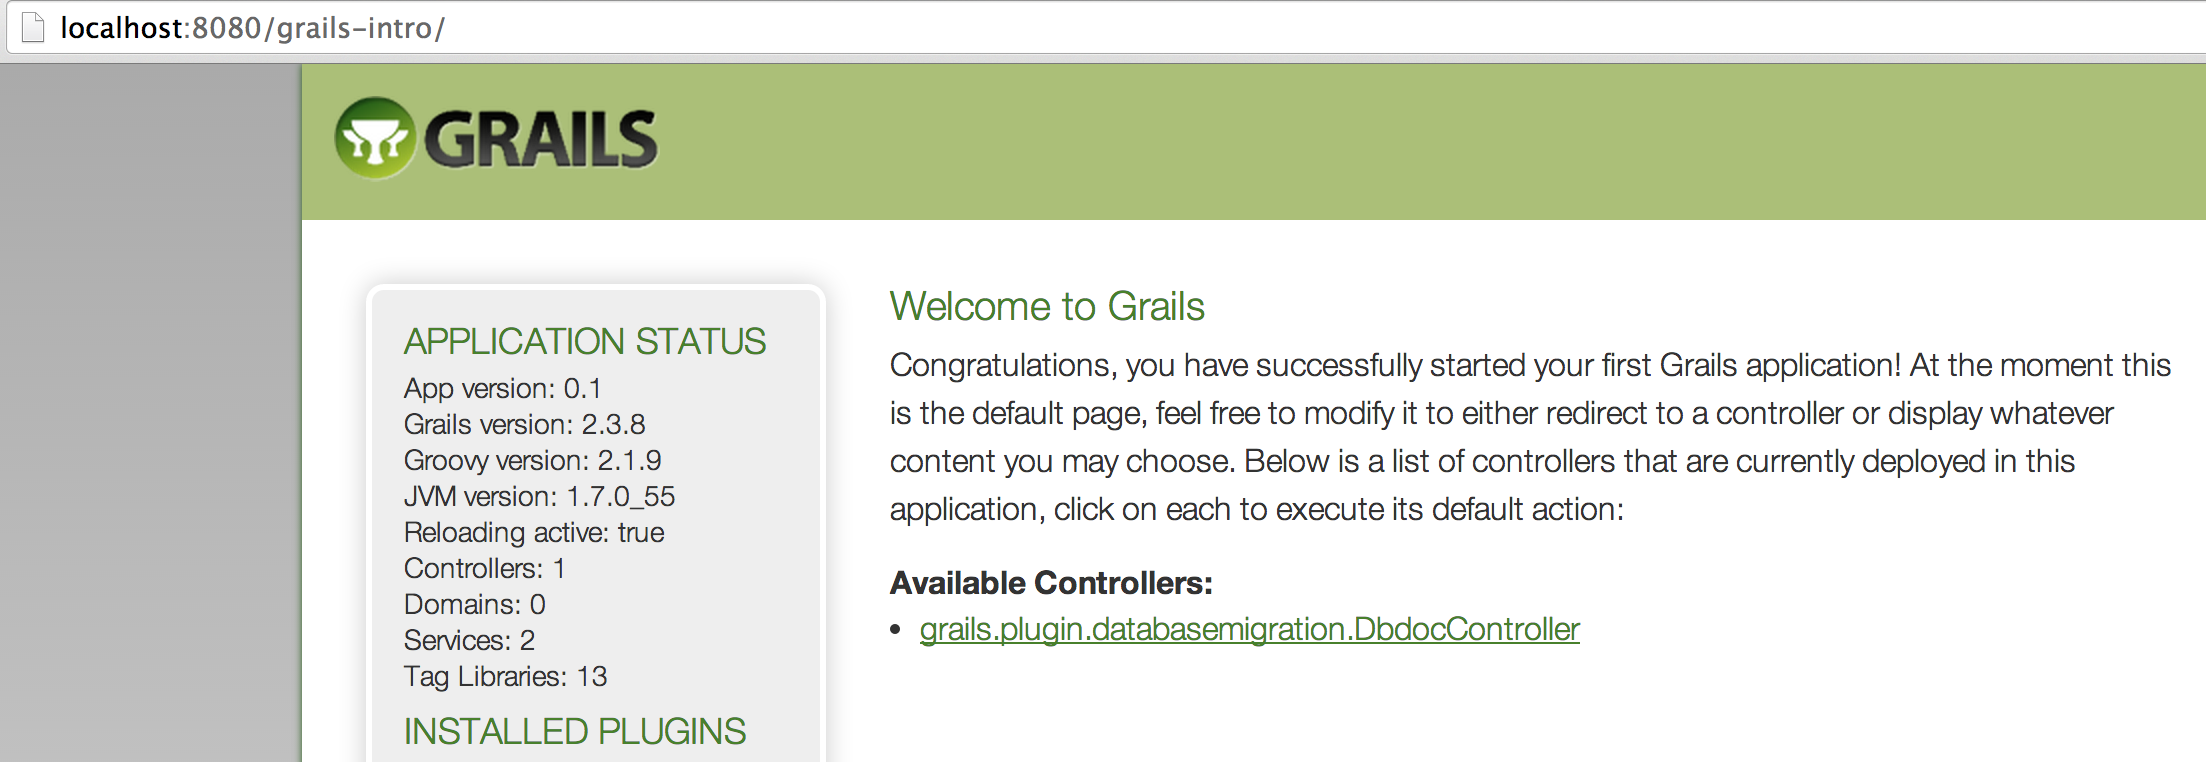 localhost:8080/grails-intro/
GRAILS
APPLICATION STATUS
App version: 0.1
Grails version: 2.3.8
Groovy version: 2.1.9
JVM version: 1.7.0_55
Reloading active: true
Controllers: 1
Domains: 0
Services: 2
Tag Libraries: 13
INSTALLED PLUGINS
Welcome to Grails
Congratulations, you have successfully started your first Grails application! At the moment this
is the default page, feel free to modify it to either redirect to a controller or display whatever
content you may choose. Below is a list of controllers that are currently deployed in this
application, click on each to execute its default action:
Available Controllers:
• grails.plugin.databasemigration.DbdocController